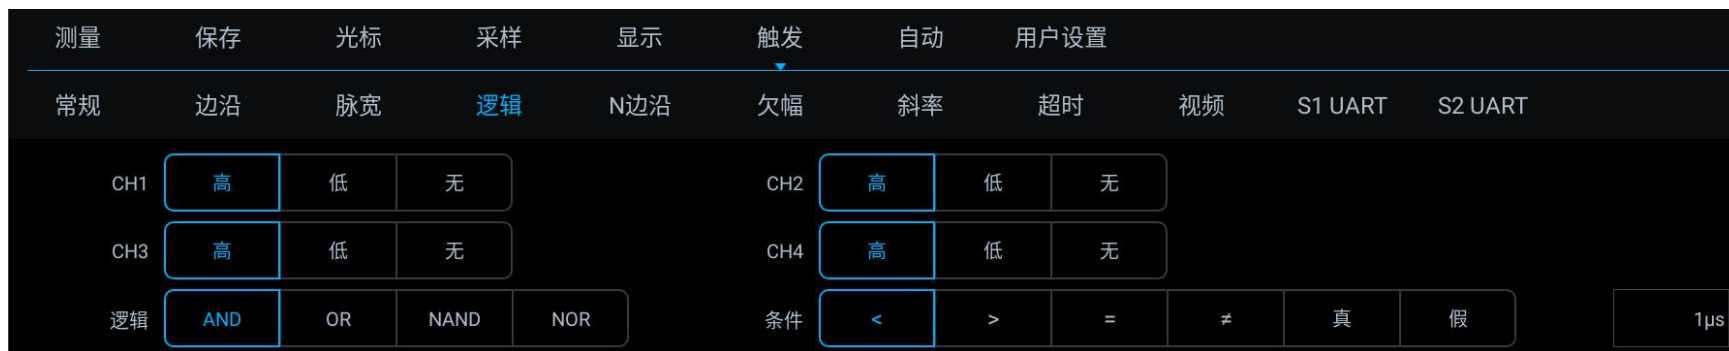 测量 保存 光标 采样 显示 触发 自动 用户设置
常规 边沿 脉宽 逻辑 N边沿 欠幅 斜率 超时 视频 S1 UART S2 UART
CH1 高 低 无 CH2 高 低 无
CH3 高 低 无 CH4 高 低 无
逻辑 AND OR NAND NOR 条件 < > = ≠ 真 假 1μs